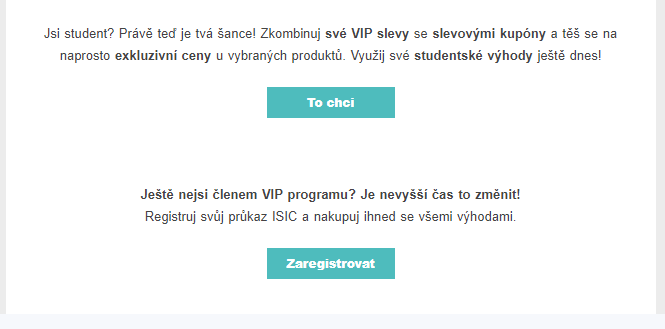 Jsi student? Právě teď je tvá šance! Zkombinuj své VIP slevy se slevovými kupóny a těš se na
naprosto exkluzivní ceny u vybraných produktů. Využij své studentské výhody ještě dnes!
To chci
Ještě nejsi členem VIP programu? Je nevyšší čas to změnit!
Registruj svůj průkaz ISIC a nakupuj ihned se všemi výhodami.
Zaregistrovat